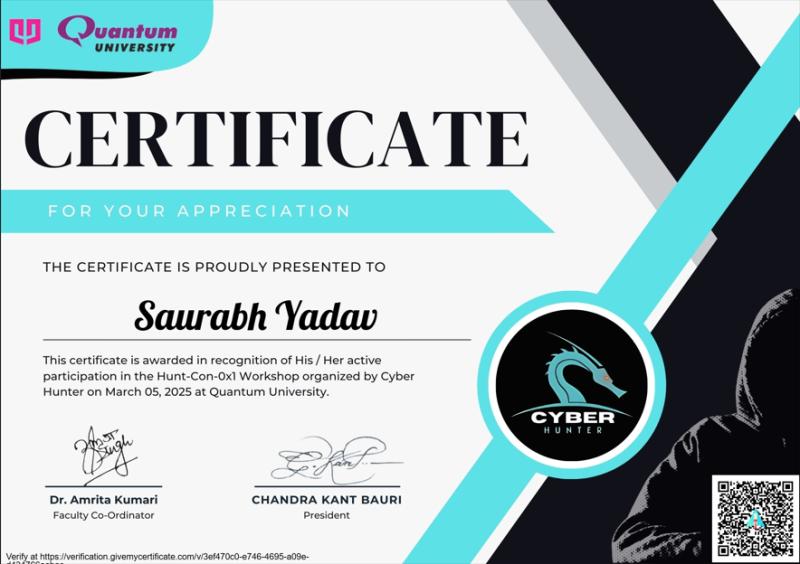 Quantum
UNIVERSITY
CERTIFICATE
FOR YOUR APPRECIATION
THE CERTIFICATE IS PROUDLY PRESENTED TO
Saurabh Yadav
This certificate is awarded in recognition of His / Her active
participation in the Hunt-Con-0x1 Workshop organized by Cyber
Hunter on March 05, 2025 at Quantum University.
CYBER
HUNTER
Dr. Amrita Kumari
Faculty Co-Ordinator
CHANDRA KANT BAURI
President
Verify at https://verification.givemycertificate.com/v/3ef470c0-e746-4695-a09e-